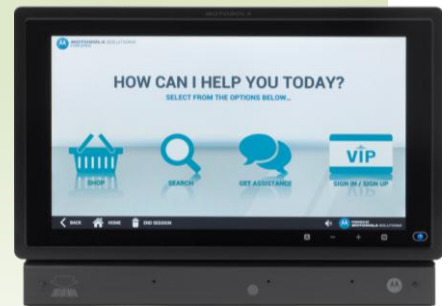 MOTOROLA
MOTOROLA SOLUTIONS
HOW CAN I HELP YOU TODAY?
SELECT FROM THE OPTIONS BELOW...
SHOP
SEARCH
GET ASSISTANCE
VIP
SIGN IN / SIGN UP
BACK
HOME
END SESSION
MOTOROLA SOLUTIONS